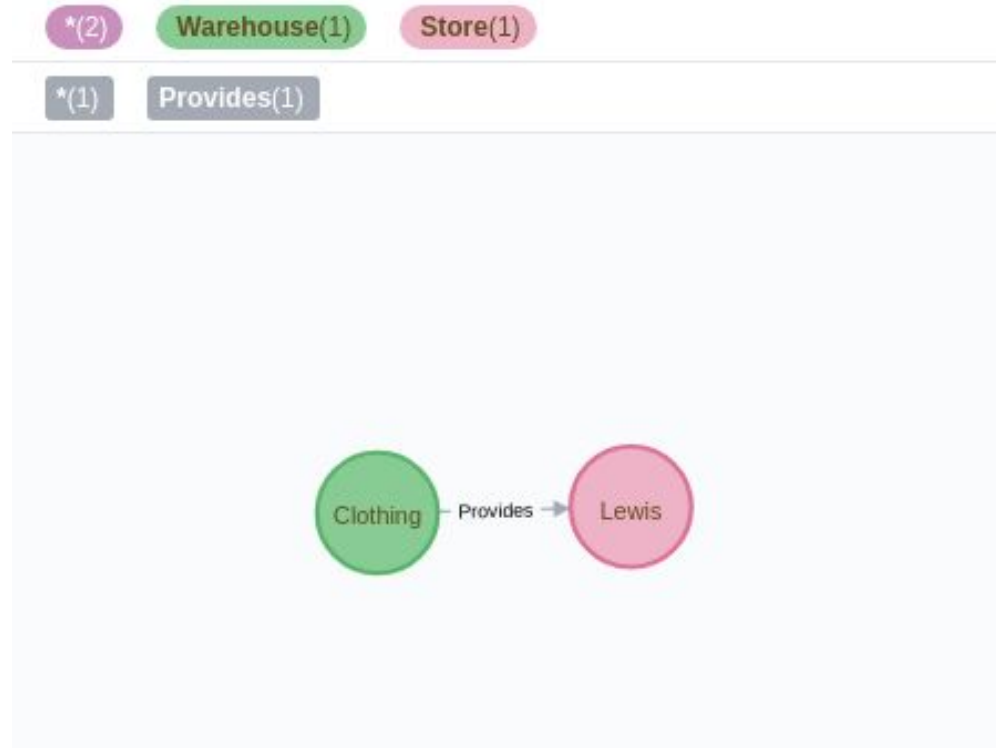 *(2) Warehouse(1) Store(1)
*(1) Provides(1)
Clothing Provides Lewis